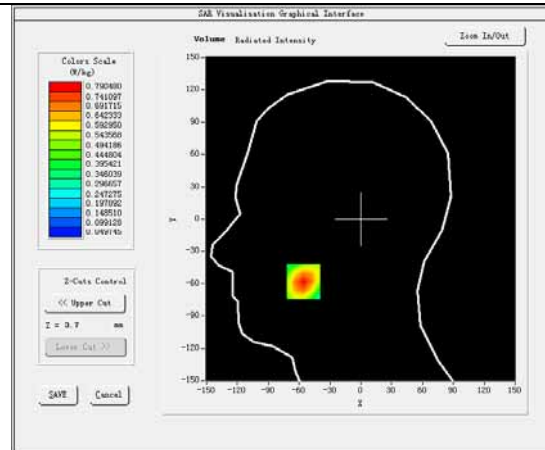 SAR Visualisation Graphical Interface
Volume Radiated Intensity
Zoom In/Out
Colors Scale
(W/kg)
0.790480
0.741097
0.691715
0.642333
0.592950
0.543568
0.494186
0.444804
0.395421
0.346039
0.296657
0.247275
0.197892
0.148510
0.099128
0.049745
Z-Cuts Control
<< Upper Cut
Z = 3.7 mm
Lower Cut >>
SAVE Cancel
150
120
90
60
30
0
-30
-60
-90
-120
-150
Y
-150 -120 -90 -60 -30 0 30 60 90 120 150
X